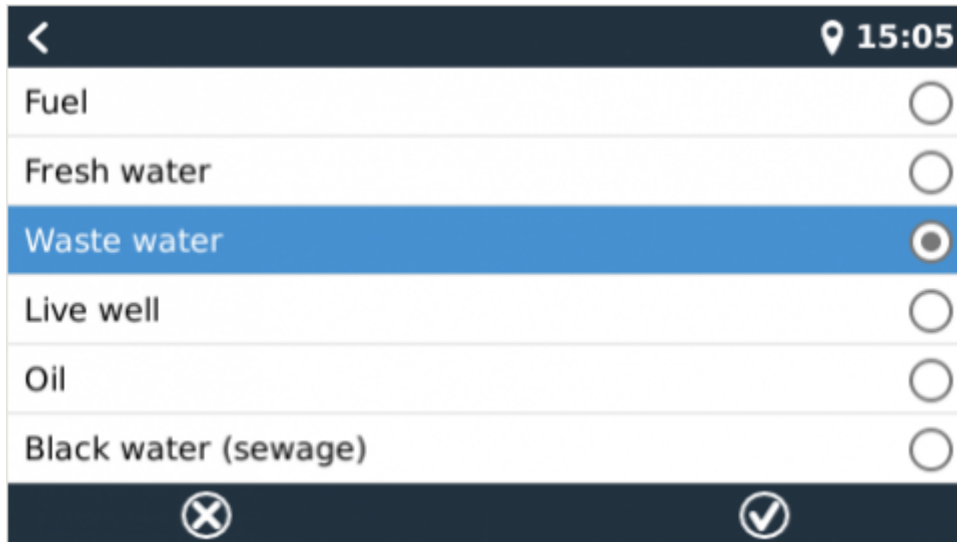 15:05
Fuel
Fresh water
Waste water
Live well
Oil
Black water (sewage)